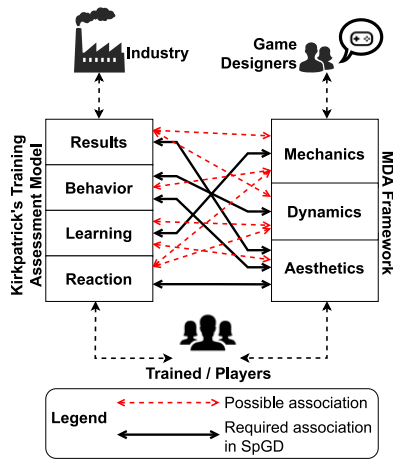 Industry
Game
Designers
Kirkpatrick's Training
Assessment Model
Results
Behavior
Learning
Reaction
Mechanics
Dynamics
Aesthetics
MDA Framework
Trained / Players
Legend
Possible association
Required association
in SpGD